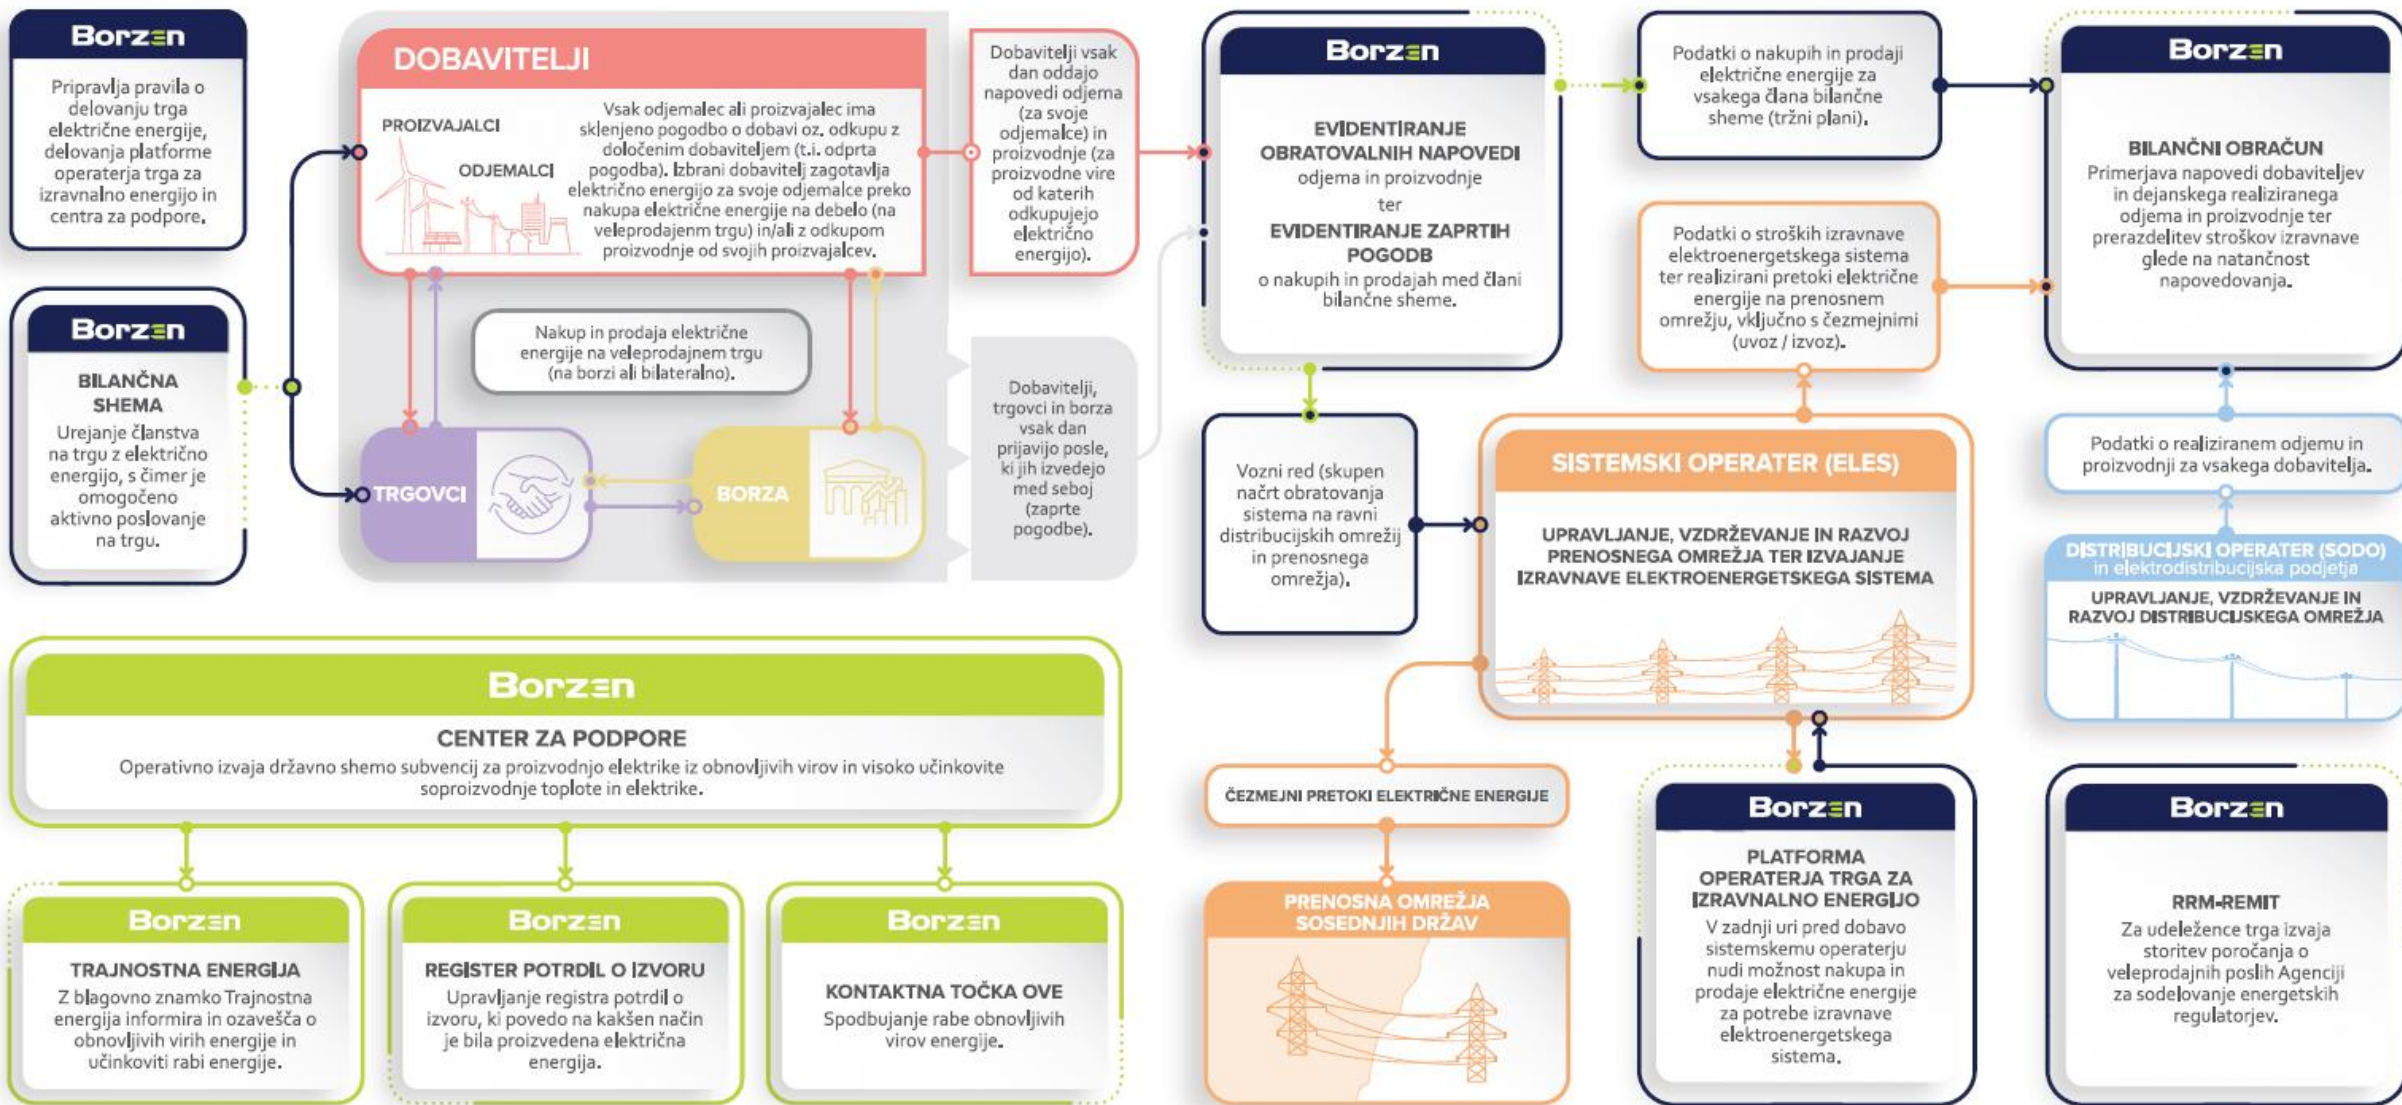 Borzen
Pripravlja pravila o
delovanju trga
električne energije,
delovanja platforme
operaterja trga za
izravnalno energijo in
centra za podpore.
Borzen
BILANČNA
SHEMA
Urejanje članstva
na trgu z električno
energijo, s čimer je
omogočeno
aktivno poslovanje
na trgu.
DOBAVITELJI
PROIZVAJALCI
ODJEMALCI
Vsak odjemalec ali proizvajalec ima
sklenjeno pogodbo o dobavi oz. odkupu z
določenim dobaviteljem (t.i. odprta
pogodba). Izbrani dobavitelj zagotavlja
električno energijo za svoje odjemalce preko
nakupa električne energije na debelo (na
veleprodajenm trgu) in/ali z odkupom
proizvodnje od svojih proizvajalcev.
Nakup in prodaja električne
energije na veleprodajnem trgu
(na borzi ali bilateralno).
TRGOVCI
BORZA
Dobavitelji vsak
dan oddajo
napovedi odjema
(za svoje
odjemalce) in
proizvodnje (za
proizvodne vire
od katerih
odkupujejo
električno
energijo).
Dobavitelji,
trgovci in borza
vsak dan
prijavijo posle,
ki jih izvedejo
med seboj
(zaprte
pogodbe).
Borzen
EVIDENTIRANJE
OBRATOVALNIH NAPOVEDI
odjema in proizvodnje
ter
EVIDENTIRANJE ZAPRTIH
POGODB
o nakupih in prodajah med člani
bilančne sheme.
Vozni red (skupen
načrt obratovanja
sistema na ravni
distribucijskih omrežij
in prenosnega
omrežja).
Podatki o nakupih in prodaji
električne energije za
vsakega člana bilančne
sheme (tržni plani).
Podatki o stroških izravnave
elektroenergetskega sistema
ter realizirani pretoki električne
energije na prenosnem
omrežju, vključno s čezmejnimi
(uvoz / izvoz).
Borzen
BILANČNI OBRAČUN
Primerjava napovedi dobaviteljev
in dejanskega realiziranega
odjema in proizvodnje ter
prerazdelitev stroškov izravnave
glede na natančnost
napovedovanja.
SISTEMSKI OPERATER (ELES)
UPRAVLJANJE, VZDRŽEVANJE IN RAZVOJ
PRENOSNEGA OMREŽJA TER IZVAJANJE
IZRAVNAVE ELEKTROENERGETSKEGA SISTEMA
Podatki o realiziranem odjemu in
proizvodnji za vsakega dobavitelja.
DISTRIBUCIJSKI OPERATER (SODO)
in elektrodistribucijska podjetja
UPRAVLJANJE, VZDRŽEVANJE IN
RAZVOJ DISTRIBUCIJSKEGA OMREŽJA
Borzen
CENTER ZA PODPORE
Operativno izvaja državno shemo subvencij za proizvodnjo elektrike iz obnovljivih virov in visoko učinkovite
soproizvodnje toplote in elektrike.
Borzen
TRAJNOSTNA ENERGIJA
Z blagovno znamko Trajnostna
energija informira in ozavešča o
obnovljivih virih energije in
učinkoviti rabi energije.
Borzen
REGISTER POTRDIL O IZVORU
Upravljanje registra potrdil o
izvoru, ki povedo na kakšen način
je bila proizvedena električna
energija.
Borzen
KONTAKTNA TOČKA OVE
Spodbujanje rabe obnovljivih
virov energije.
ČEZMEJNI PRETOKI ELEKTRIČNE ENERGIJE
PRENOSNA OMREŽJA
SOSEDNJIH DRŽAV
Borzen
PLATFORMA
OPERATERJA TRGA ZA
IZRAVNALNO ENERGIJO
V zadnji uri pred dobavo
sistemskemu operaterju
nudi možnost nakupa in
prodaje električne energije
za potrebe izravnave
elektroenergetskega
sistema.
Borzen
RRM-REMIT
Za udeležence trga izvaja
storitev poročanja o
veleprodajnih poslih Agenciji
za sodelovanje energetskih
regulatorjev.